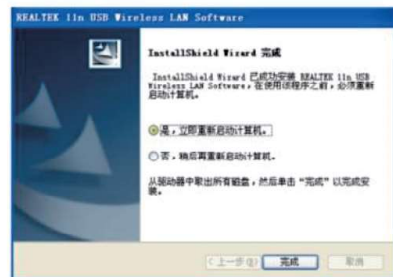 REALTEK 11n USB Wireless LAN Software
InstallShield Wizard 完成
InstallShield Wizard 已成功安装 REALTEK 11n USB
Wireless LAN Software，在使用该程序之前，必须重新
启动计算机。
是，立即重新启动计算机。
否，稍后再重新启动计算机。
从驱动器中取出所有磁盘，然后单击“完成”以完成安
装。
<上一步(B) 完成 取消